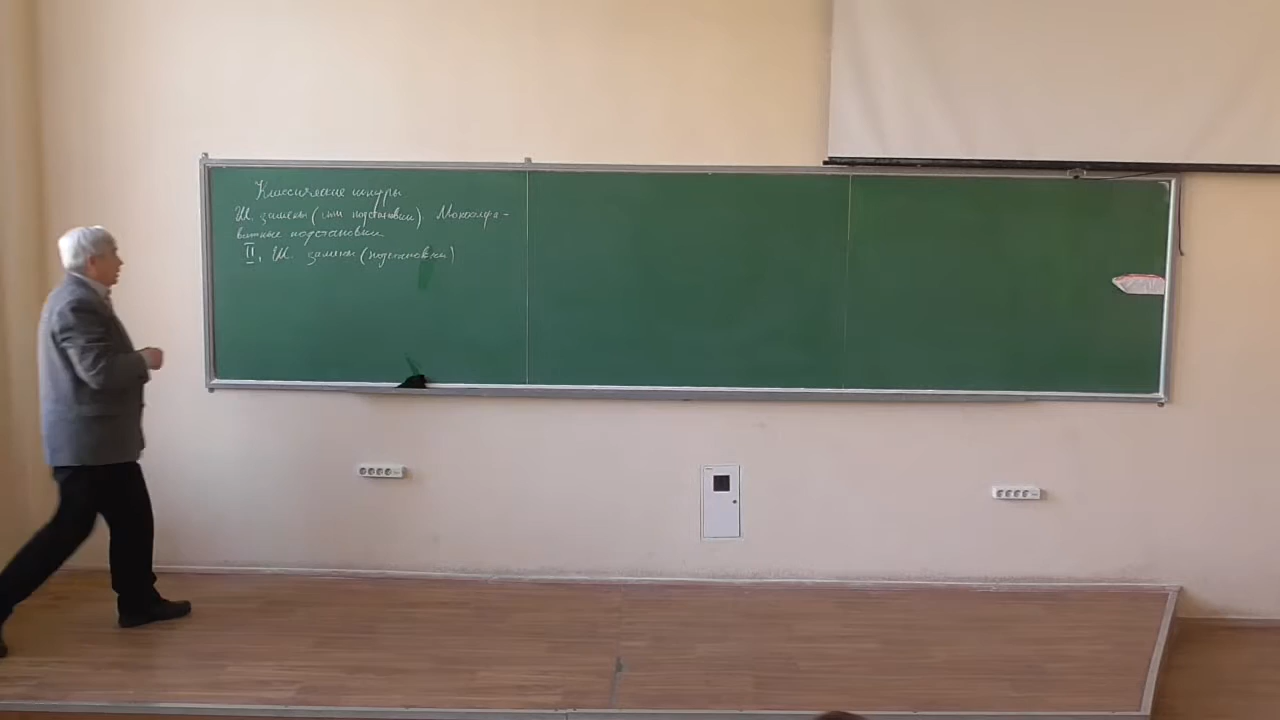 Классические шифры
Ш. замены (или подстановки). Моноалфа-
витные подстановки.
II. Ш. замены (подстановки)